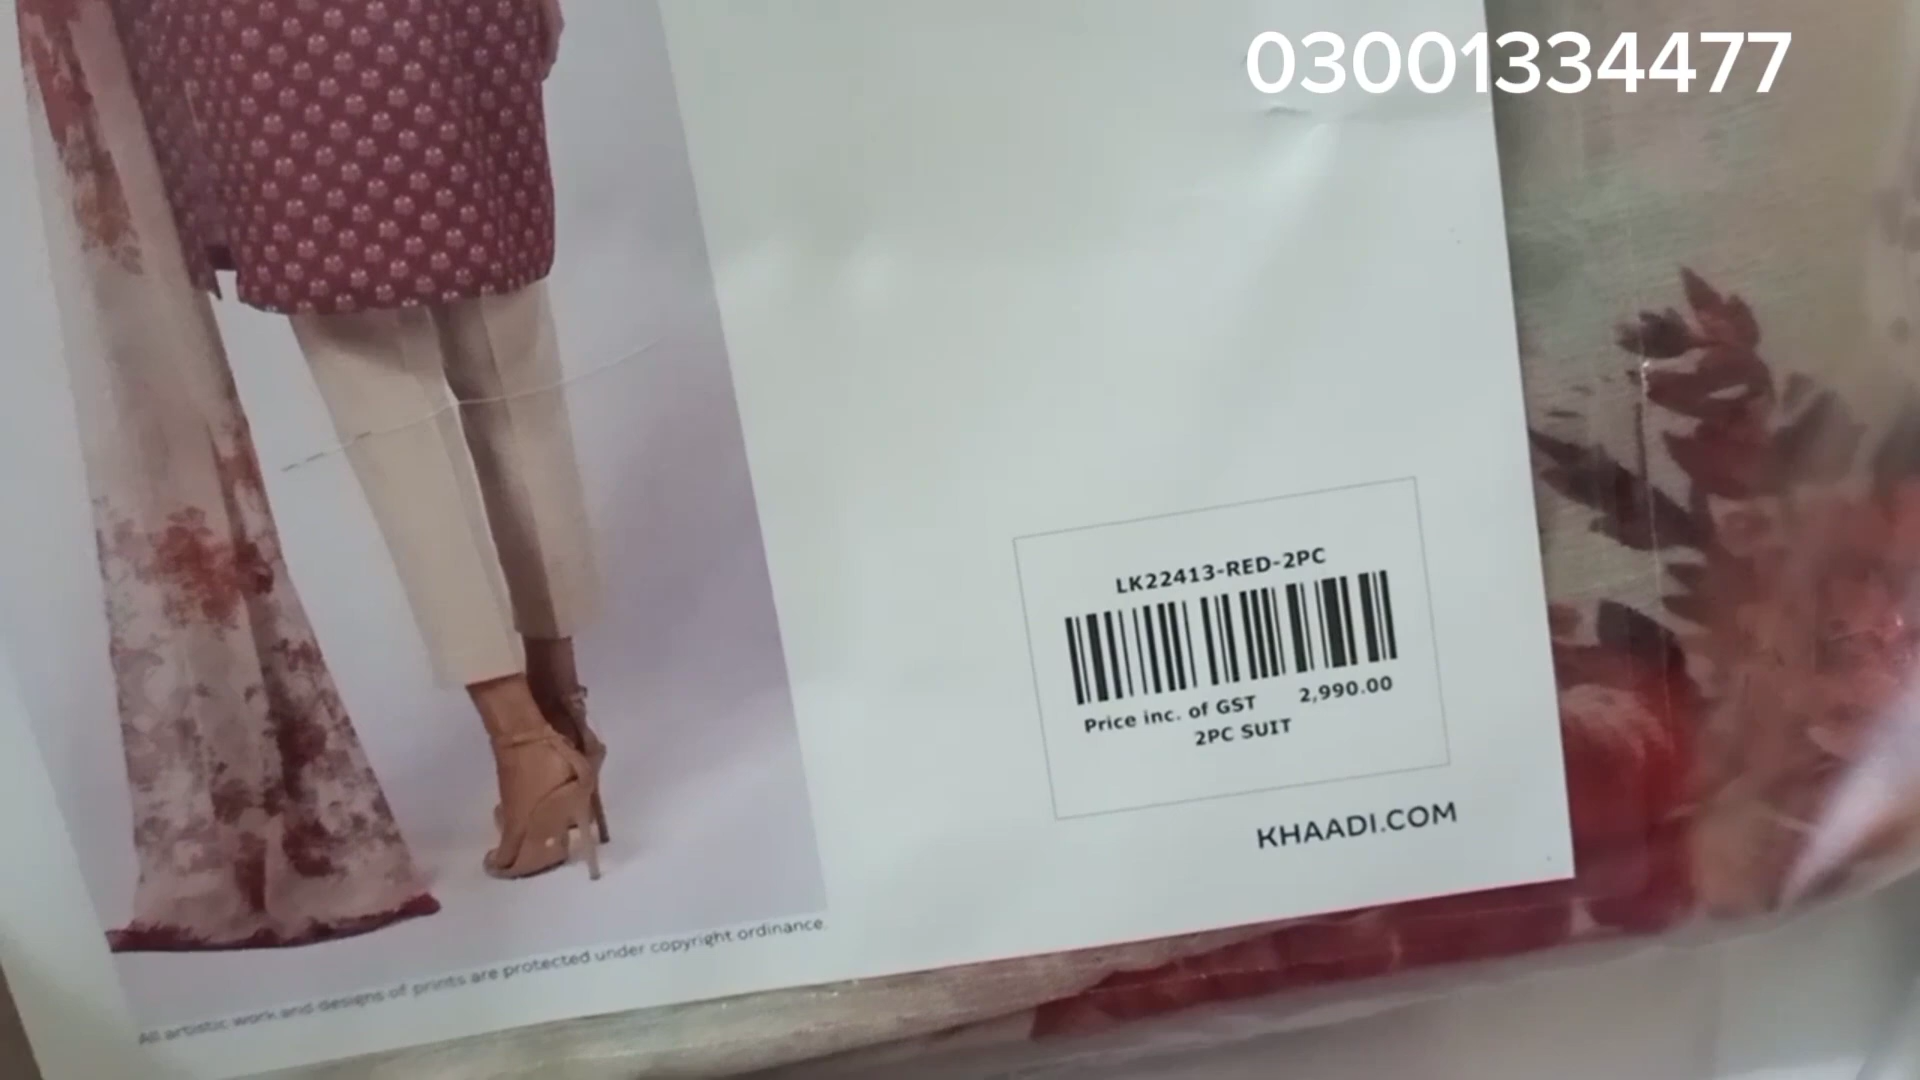 03001334477
LK22413-RED-2PC
Price inc. of GST 2,990.00
2PC SUIT
KHAADI.COM
All artistic work and designs of prints are protected under copyright ordinance.